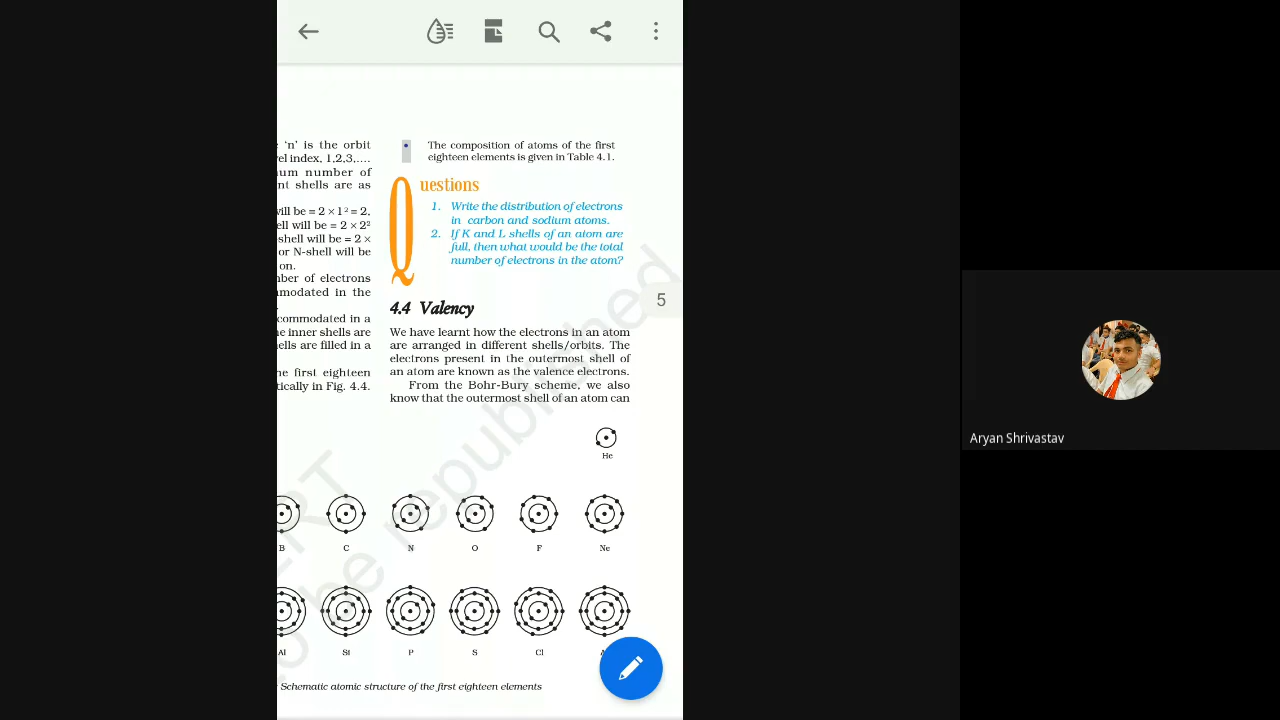 ‘n’ is the orbit
el index, 1,2,3,....
um number of
nt shells are as
will be = 2 × 1² = 2,
ell will be = 2 × 2²
-shell will be = 2 ×
or N-shell will be
on.
ber of electrons
modated in the
commodated in a
e inner shells are
ells are filled in a
he first eighteen
tically in Fig. 4.4.
The composition of atoms of the first
eighteen elements is given in Table 4.1.
Questions
1. Write the distribution of electrons
in carbon and sodium atoms.
2. If K and L shells of an atom are
full, then what would be the total
number of electrons in the atom?
5
4.4 Valency
We have learnt how the electrons in an atom
are arranged in different shells/orbits. The
electrons present in the outermost shell of
an atom are known as the valence electrons.
From the Bohr-Bury scheme, we also
know that the outermost shell of an atom can
He
B C N O F Ne
Al Si P S Cl
Schematic atomic structure of the first eighteen elements
be republished
Aryan Shrivastav